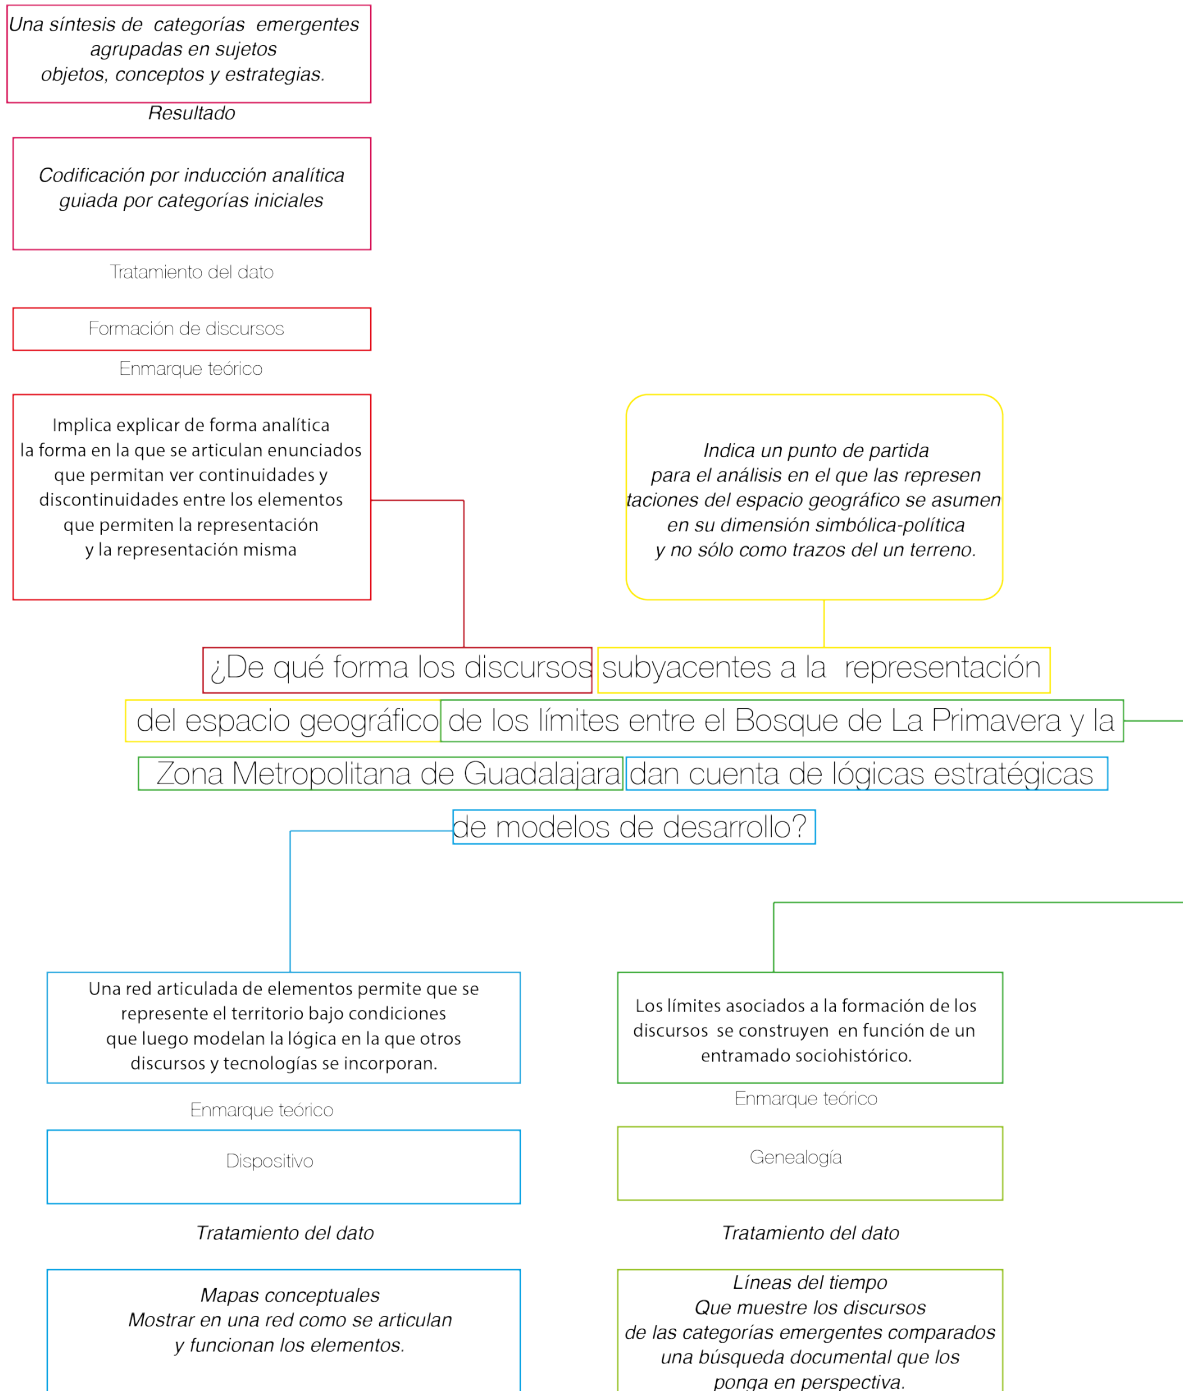 Una síntesis de categorías emergentes
agrupadas en sujetos
objetos, conceptos y estrategias.
Resultado
Codificación por inducción analítica
guiada por categorías iniciales
Tratamiento del dato
Formación de discursos
Enmarque teórico
Implica explicar de forma analítica
la forma en la que se articulan enunciados
que permitan ver continuidades y
discontinuidades entre los elementos
que permiten la representación
y la representación misma
Indica un punto de partida
para el análisis en el que las represen
taciones del espacio geográfico se asumen
en su dimensión simbólica-política
y no sólo como trazos del un terreno.
¿De qué forma los discursos subyacentes a la representación
del espacio geográfico de los límites entre el Bosque de La Primavera y la
Zona Metropolitana de Guadalajara dan cuenta de lógicas estratégicas
de modelos de desarrollo?
Una red articulada de elementos permite que se
represente el territorio bajo condiciones
que luego modelan la lógica en la que otros
discursos y tecnologías se incorporan.
Enmarque teórico
Dispositivo
Tratamiento del dato
Mapas conceptuales
Mostrar en una red como se articulan
y funcionan los elementos.
Los límites asociados a la formación de los
discursos se construyen en función de un
entramado sociohistórico.
Enmarque teórico
Genealogía
Tratamiento del dato
Líneas del tiempo
Que muestre los discursos
de las categorías emergentes comparados
una búsqueda documental que los
ponga en perspectiva.